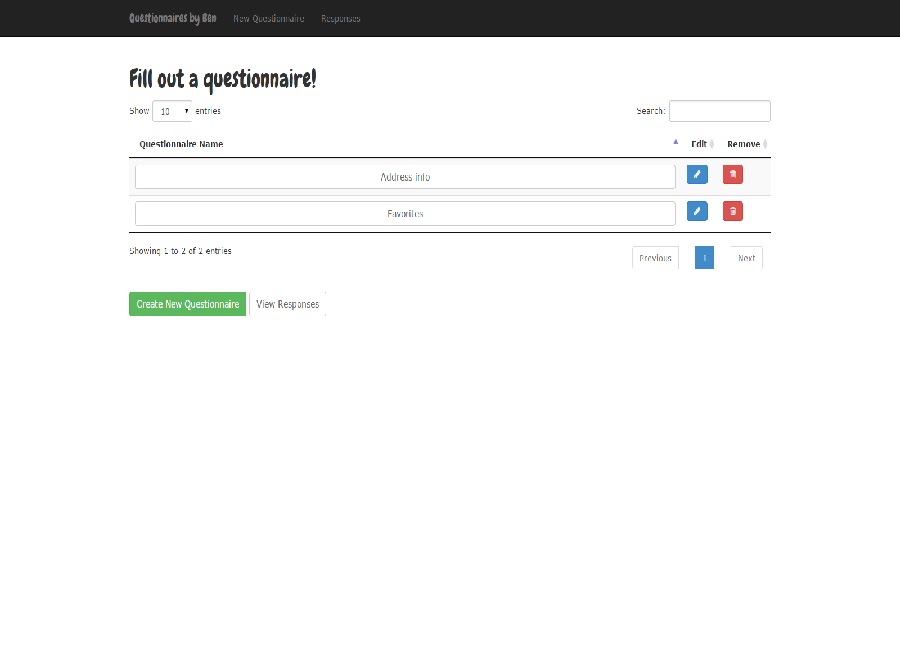 Questionnaires by Ben New Questionnaire Responses
Fill out a questionnaire!
Show 10 entries Search:
Questionnaire Name Edit Remove
Address info
Favorites
Showing 1 to 2 of 2 entries Previous 1 Next
Create New Questionnaire View Responses